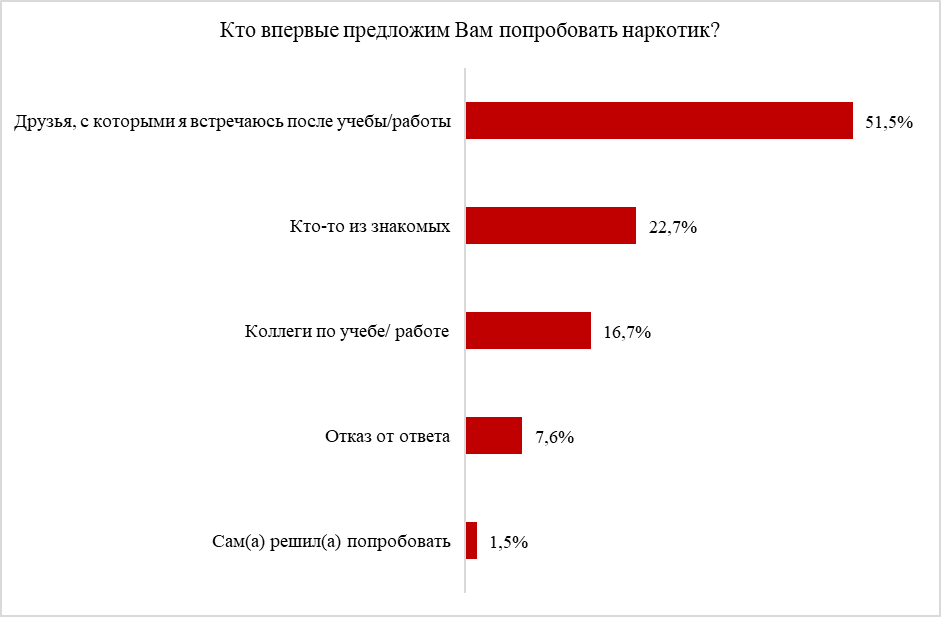 Кто впервые предложим Вам попробовать наркотик?
Друзья, с которыми я встречаюсь после учебы/работы 51,5%
Кто-то из знакомых 22,7%
Коллеги по учебе/ работе 16,7%
Отказ от ответа 7,6%
Сам(а) решил(а) попробовать 1,5%